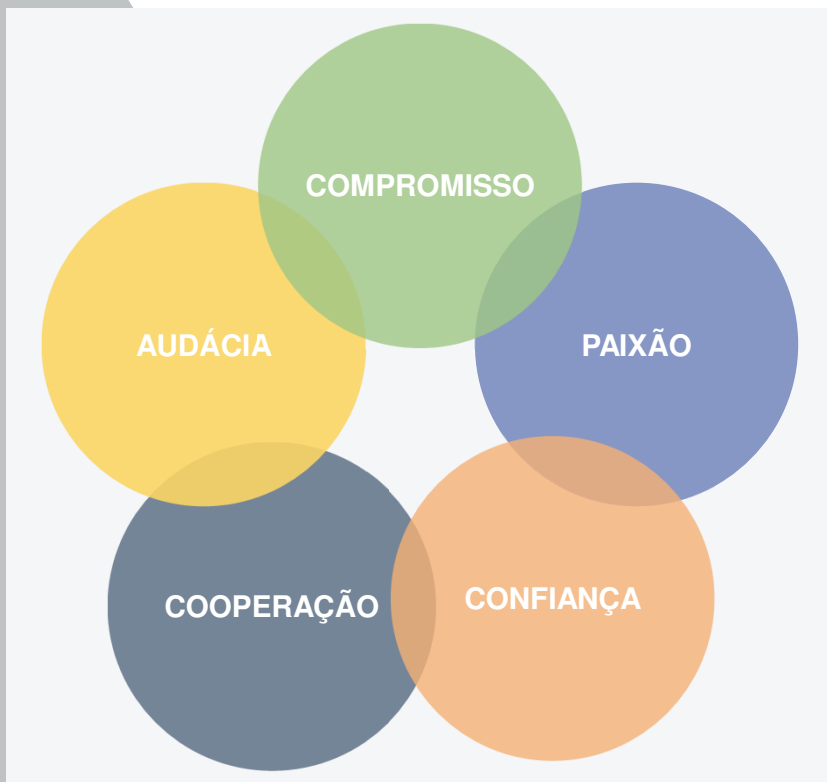 COMPROMISSO
AUDÁCIA
PAIXÃO
COOPERAÇÃO
CONFIANÇA